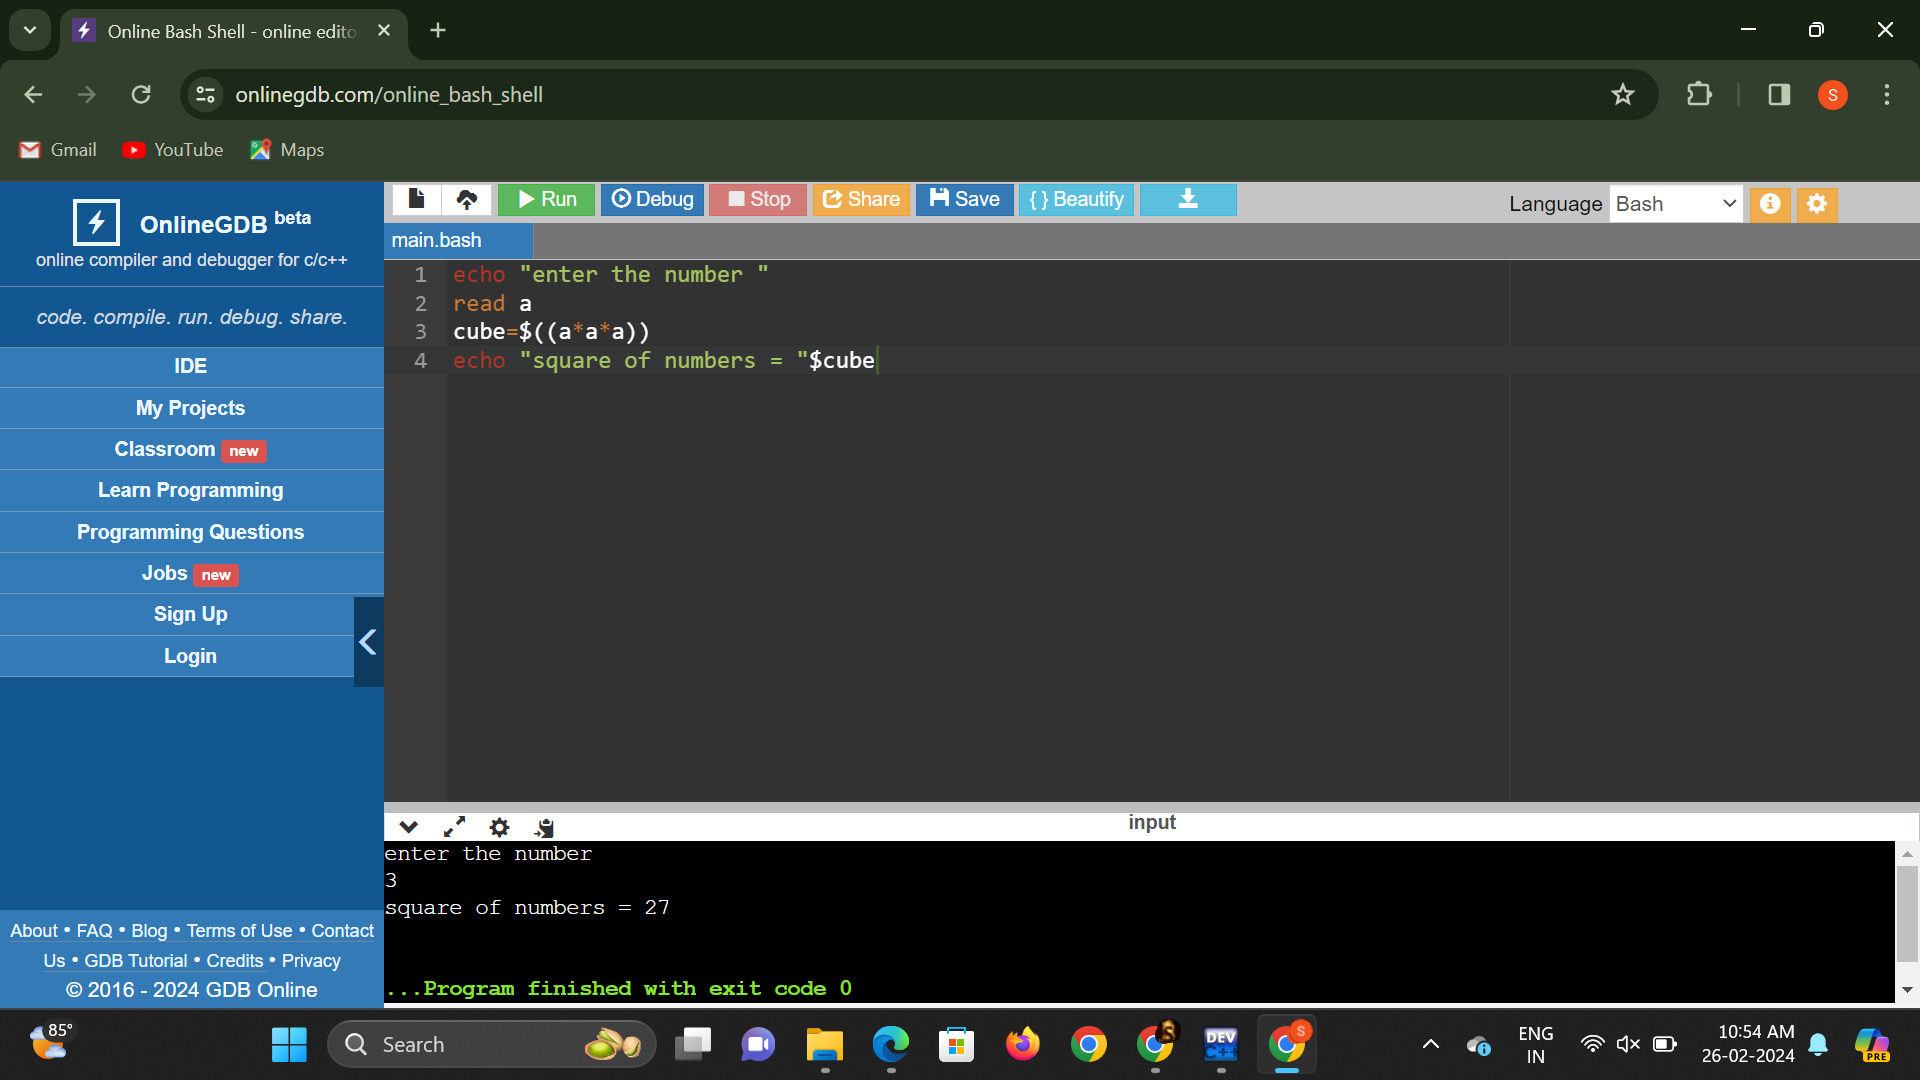 Online Bash Shell - online edito
onlinegdb.com/online_bash_shell
S
Gmail YouTube Maps
OnlineGDB beta
online compiler and debugger for c/c++
code. compile. run. debug. share.
IDE
My Projects
Classroom new
Learn Programming
Programming Questions
Jobs new
Sign Up
Login
About • FAQ • Blog • Terms of Use • Contact
Us • GDB Tutorial • Credits • Privacy
© 2016 - 2024 GDB Online
Run Debug Stop Share Save { } Beautify
Language Bash
main.bash
1 echo "enter the number "
2 read a
3 cube=$((a*a*a))
4 echo "square of numbers = "$cube
input
enter the number
3
square of numbers = 27
...Program finished with exit code 0
85°
Search
S
DEV
C++
S
ENG
IN
10:54 AM
26-02-2024
PRE